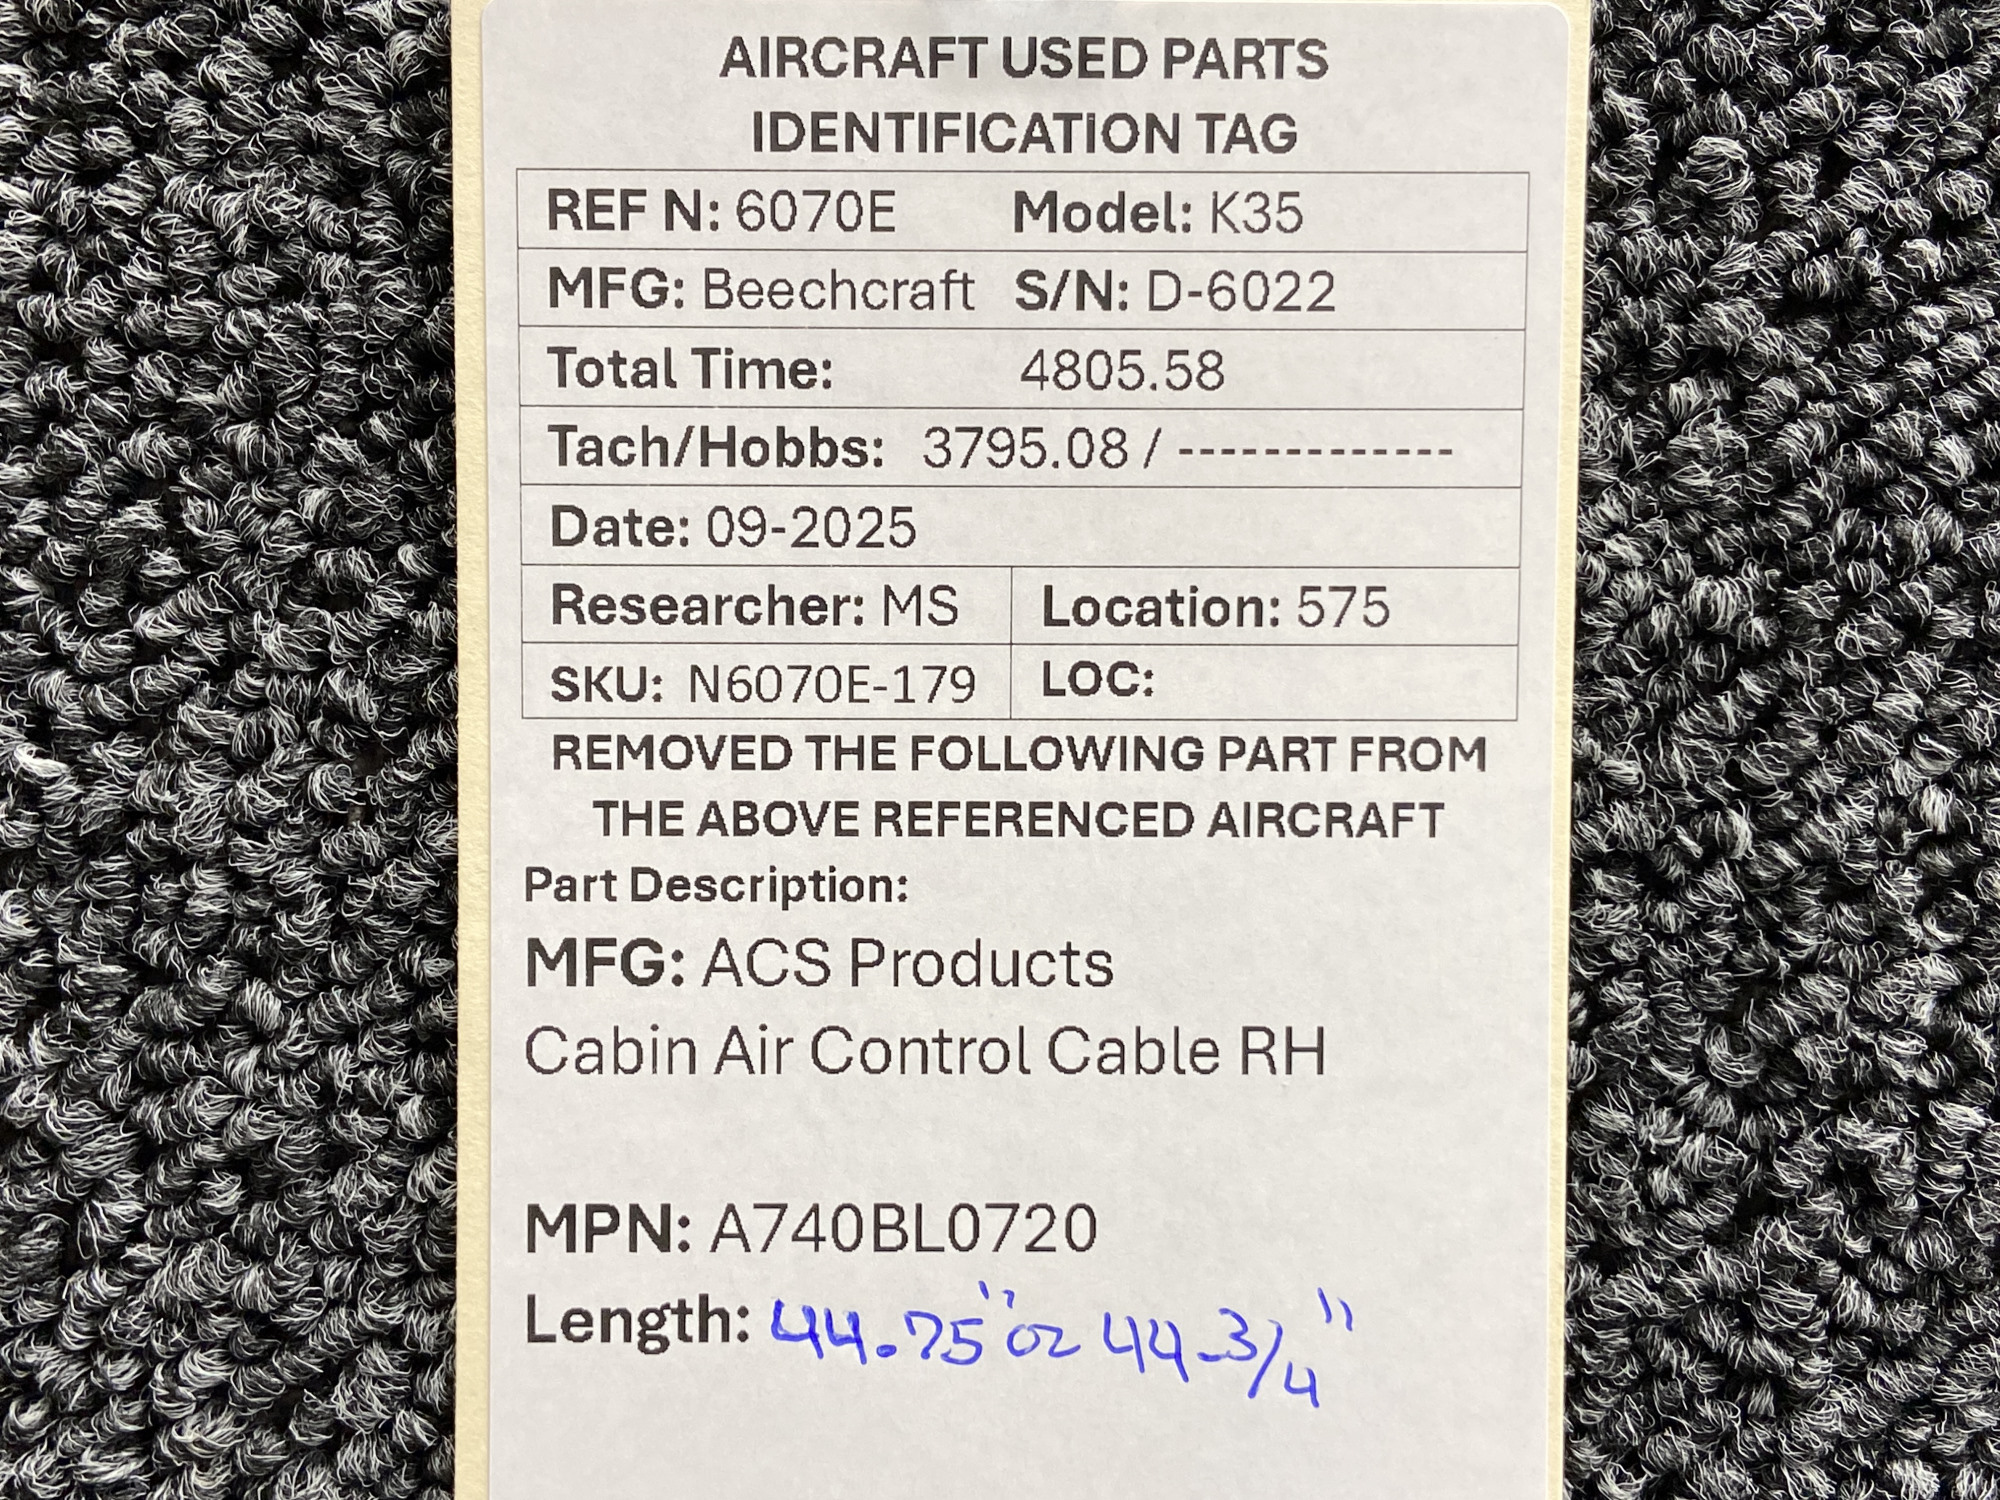 AIRCRAFT USED PARTS
IDENTIFICATION TAG
REF N: 6070E Model: K35
MFG: Beechcraft S/N: D-6022
Total Time: 4805.58
Tach/Hobbs: 3795.08 / -------------
Date: 09-2025
Researcher: MS Location: 575
SKU: N6070E-179 LOC:
REMOVED THE FOLLOWING PART FROM
THE ABOVE REFERENCED AIRCRAFT
Part Description:
MFG: ACS Products
Cabin Air Control Cable RH
MPN: A740BL0720
Length: 44.75" or 44-3/4"